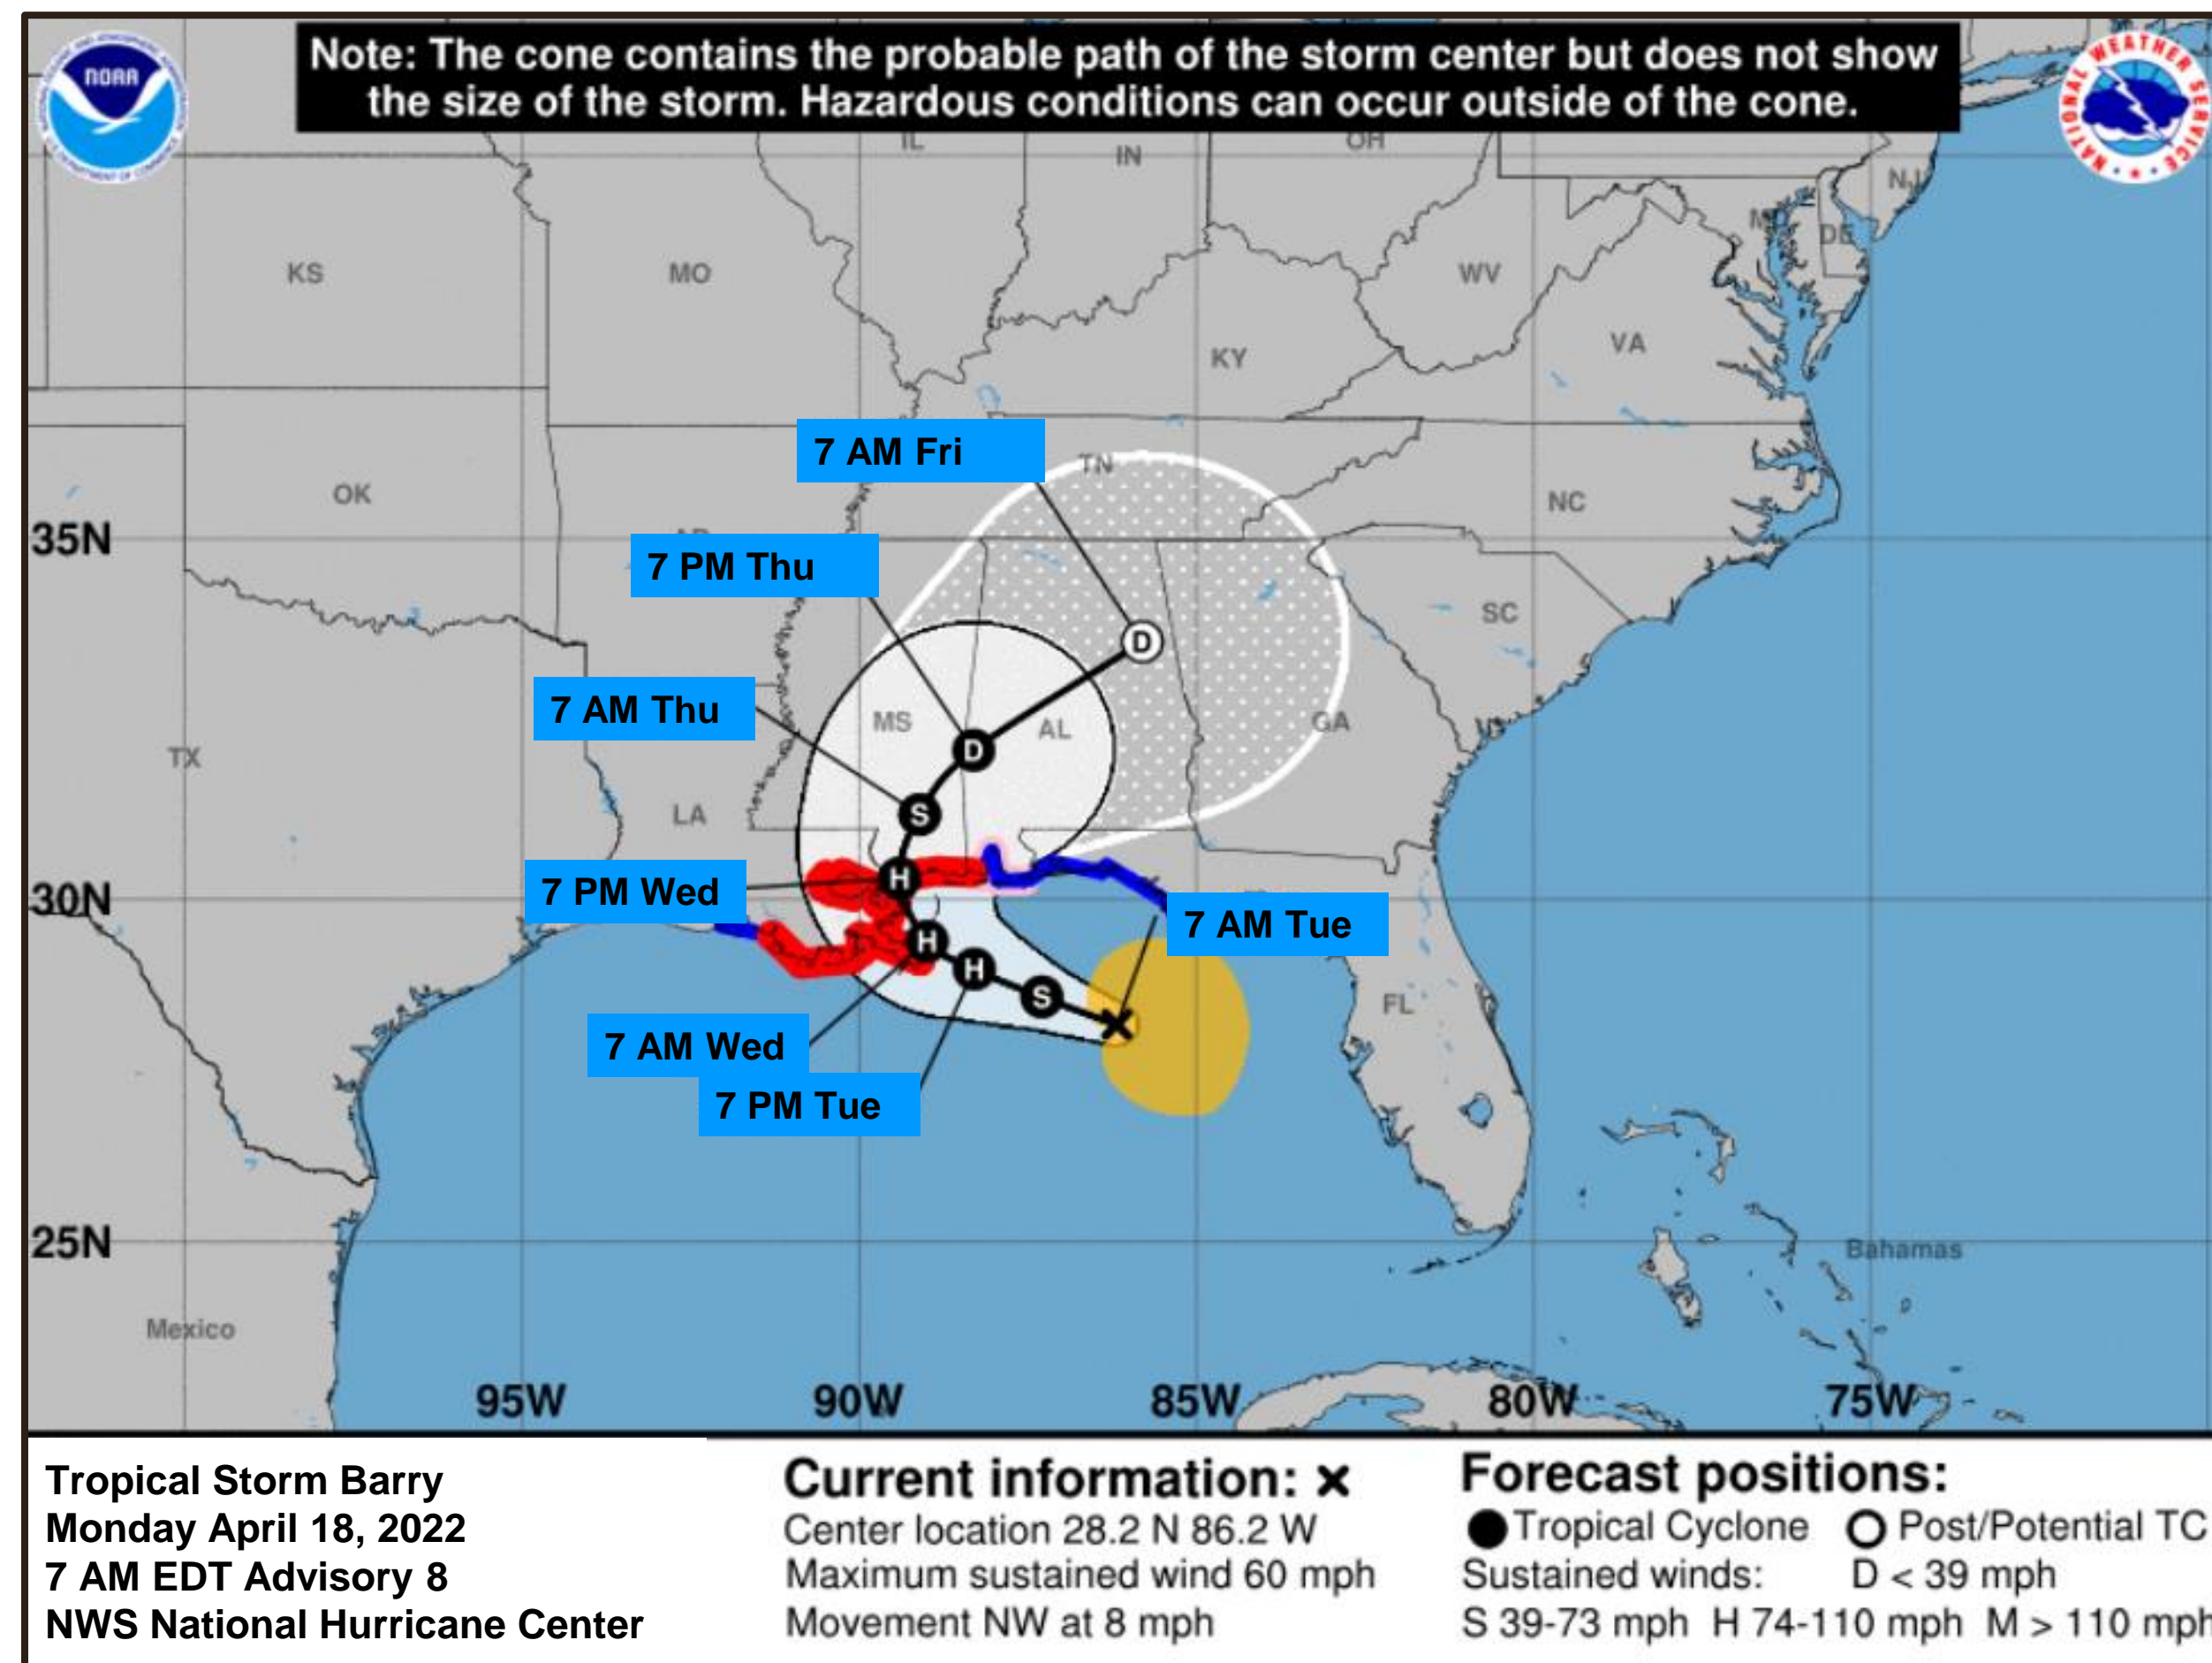 Note: The cone contains the probable path of the storm center but does not show
the size of the storm. Hazardous conditions can occur outside of the cone.
NOAA
NATIONAL WEATHER SERVICE
IL
IN
OH
NJ
DE
KS
MO
WV
KY
VA
7 AM Fri
TN
OK
NC
35N
7 PM Thu
SC
7 AM Thu
MS
AL
GA
TX
LA
7 PM Wed
30N
7 AM Tue
H
S
D
D
H
H
S
FL
7 AM Wed
7 PM Tue
25N
Bahamas
Mexico
95W
90W
85W
80W
75W
Tropical Storm Barry
Monday April 18, 2022
7 AM EDT Advisory 8
NWS National Hurricane Center
Current information: x
Center location 28.2 N 86.2 W
Maximum sustained wind 60 mph
Movement NW at 8 mph
Forecast positions:
Tropical Cyclone Post/Potential TC
Sustained winds: D < 39 mph
S 39-73 mph H 74-110 mph M > 110 mph